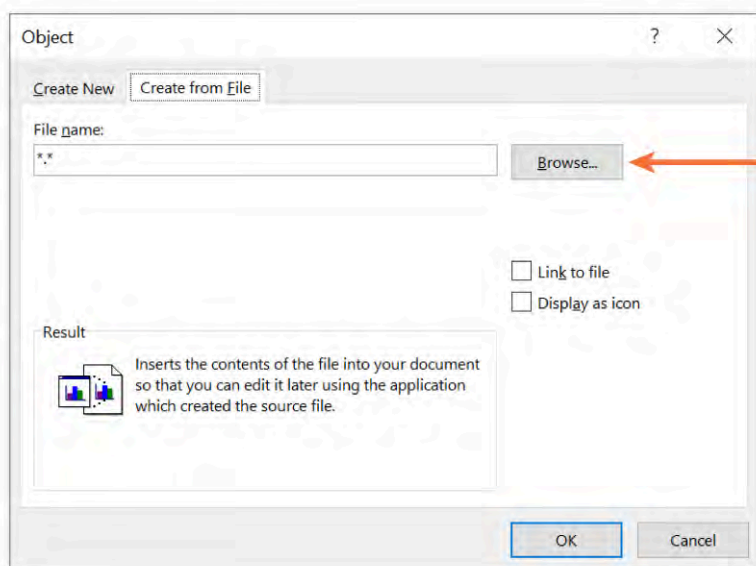 Object ?
Create New Create from File
File name:
*.* Browse...
Link to file
Display as icon
Result
Inserts the contents of the file into your document
so that you can edit it later using the application
which created the source file.
OK Cancel